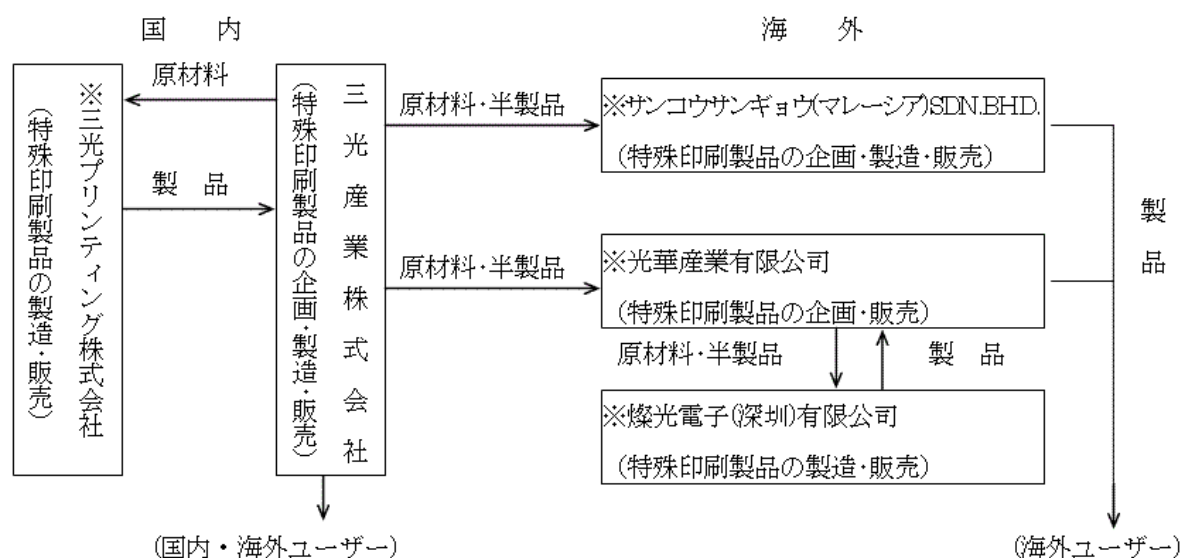 国　内
海　外
原材料
※三光プリンティング株式会社
(特殊印刷製品の製造・販売)
製　品
三光産業株式会社
(特殊印刷製品の企画・製造・販売)
原材料・半製品
※サンコウサンギョウ(マレーシア)SDN.BHD.
(特殊印刷製品の企画・製造・販売)
原材料・半製品
※光華産業有限公司
(特殊印刷製品の企画・販売)
原材料・半製品
製　品
※燦光電子(深圳)有限公司
(特殊印刷製品の製造・販売)
製品
(国内・海外ユーザー)
(海外ユーザー)